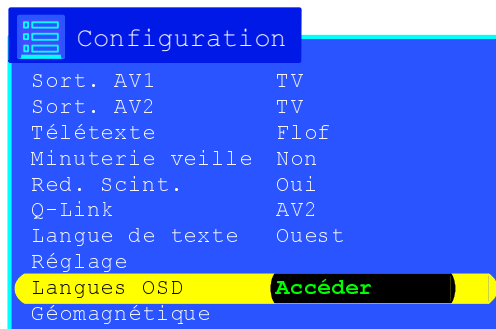 Configuration
Sort. AV1 TV
Sort. AV2 TV
Télétexte Flof
Minuterie veille Non
Red. Scint. Oui
Q-Link AV2
Langue de texte Ouest
Réglage
Langues OSD Accéder
Géomagnétique